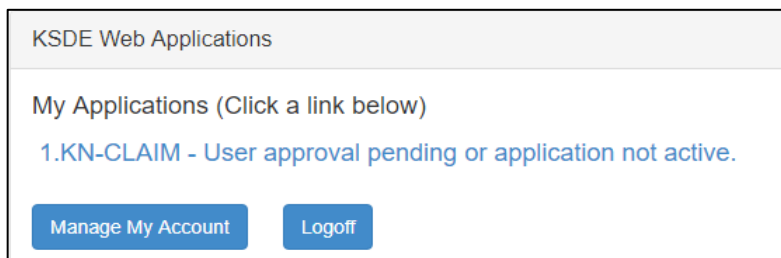 KSDE Web Applications
My Applications (Click a link below)
1.KN-CLAIM - User approval pending or application not active.
Manage My Account Logoff